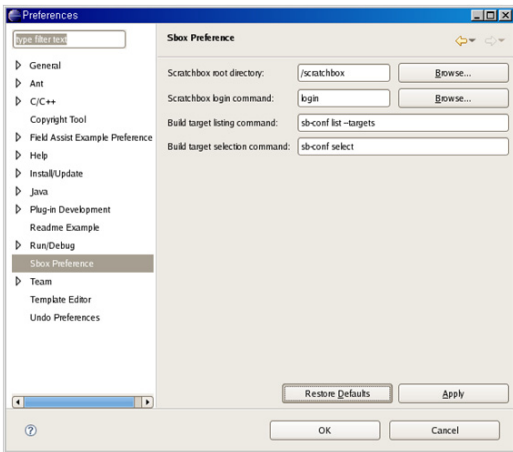 Preferences
type filter text
General
Ant
C/C++
Copyright Tool
Field Assist Example Preference
Help
Install/Update
Java
Plug-in Development
Readme Example
Run/Debug
Sbox Preference
Team
Template Editor
Undo Preferences
Sbox Preference
Scratchbox root directory: /scratchbox Browse...
Scratchbox login command: login Browse...
Build target listing command: sb-conf list --targets
Build target selection command: sb-conf select
Restore Defaults Apply
? OK Cancel